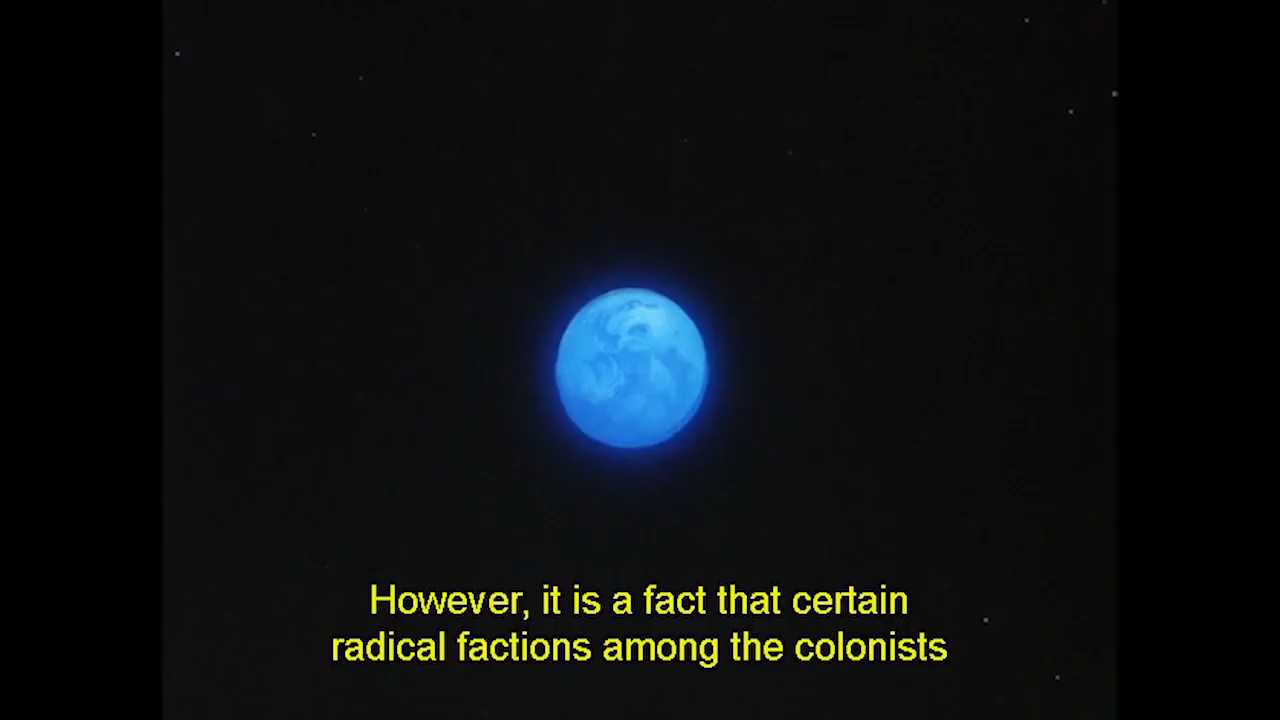 However, it is a fact that certain
radical factions among the colonists